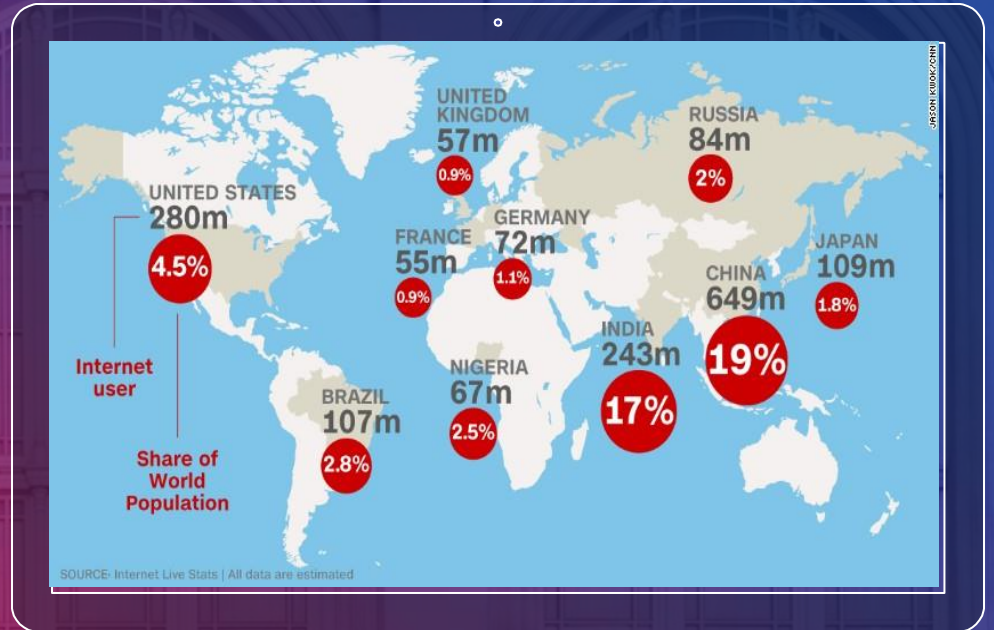 JASON KWOK/CNN
UNITED
KINGDOM
57m
0.9%
RUSSIA
84m
2%
UNITED STATES
280m
4.5%
FRANCE
55m
0.9%
GERMANY
72m
1.1%
JAPAN
109m
1.8%
CHINA
649m
19%
INDIA
243m
17%
NIGERIA
67m
2.5%
BRAZIL
107m
2.8%
Internet
user
Share of
World
Population
SOURCE- Internet Live Stats | All data are estimated